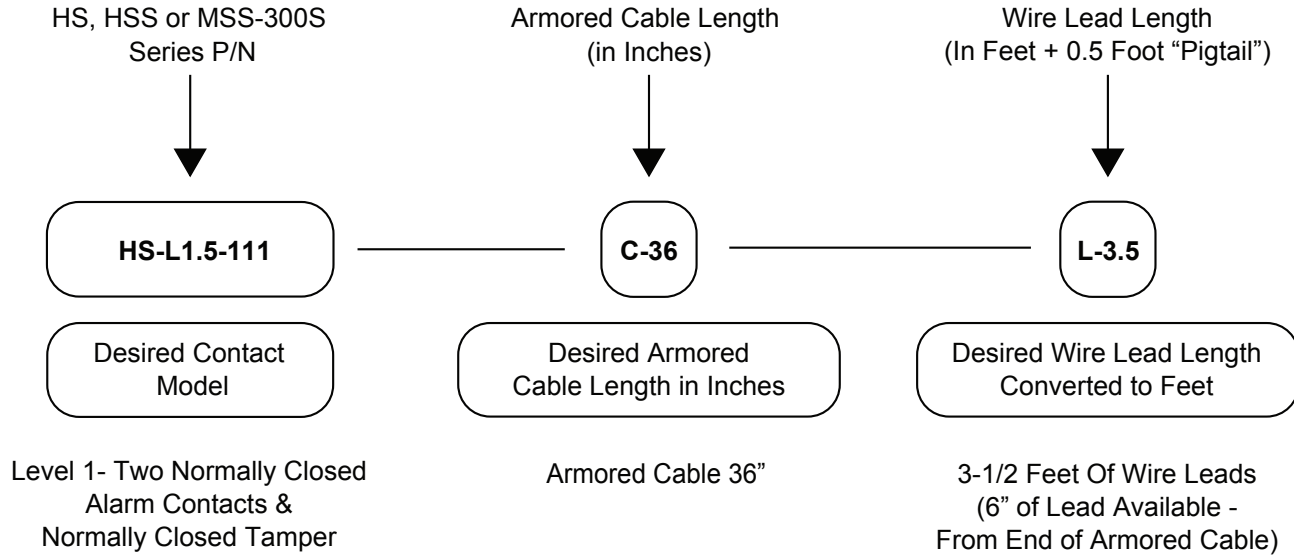 HS, HSS or MSS-300S
Series P/N
Armored Cable Length
(in Inches)
Wire Lead Length
(In Feet + 0.5 Foot “Pigtail”)
HS-L1.5-111
C-36
L-3.5
Desired Contact
Model
Desired Armored
Cable Length in Inches
Desired Wire Lead Length
Converted to Feet
Level 1- Two Normally Closed
Alarm Contacts &
Normally Closed Tamper
Armored Cable 36”
3-1/2 Feet Of Wire Leads
(6” of Lead Available -
From End of Armored Cable)